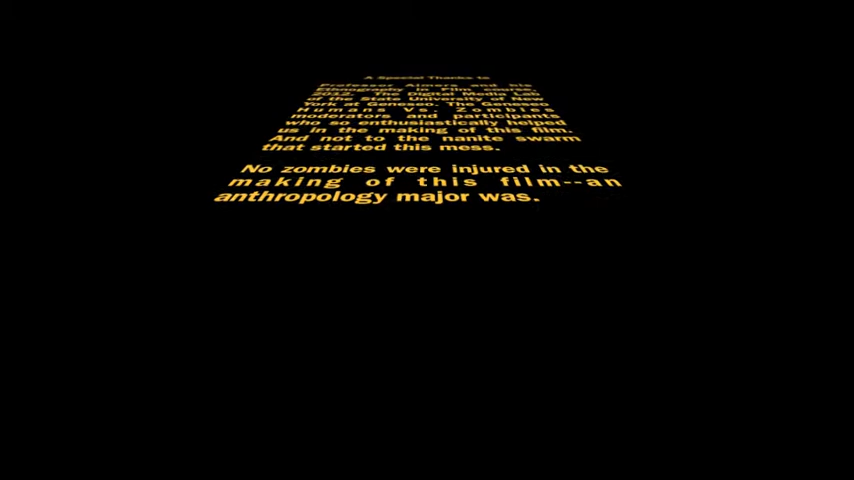 A Special Thanks to
Professor Aimers and his
Ethnography in Film course,
2012. The Digital Media Lab
of the State University of New
York at Geneseo. The Geneseo
Humans Vs. Zombies
moderators and participants
who so enthusiastically helped
us in the making of this film.
And not to the nanite swarm
that started this mess.
No zombies were injured in the
making of this film--an
anthropology major was.